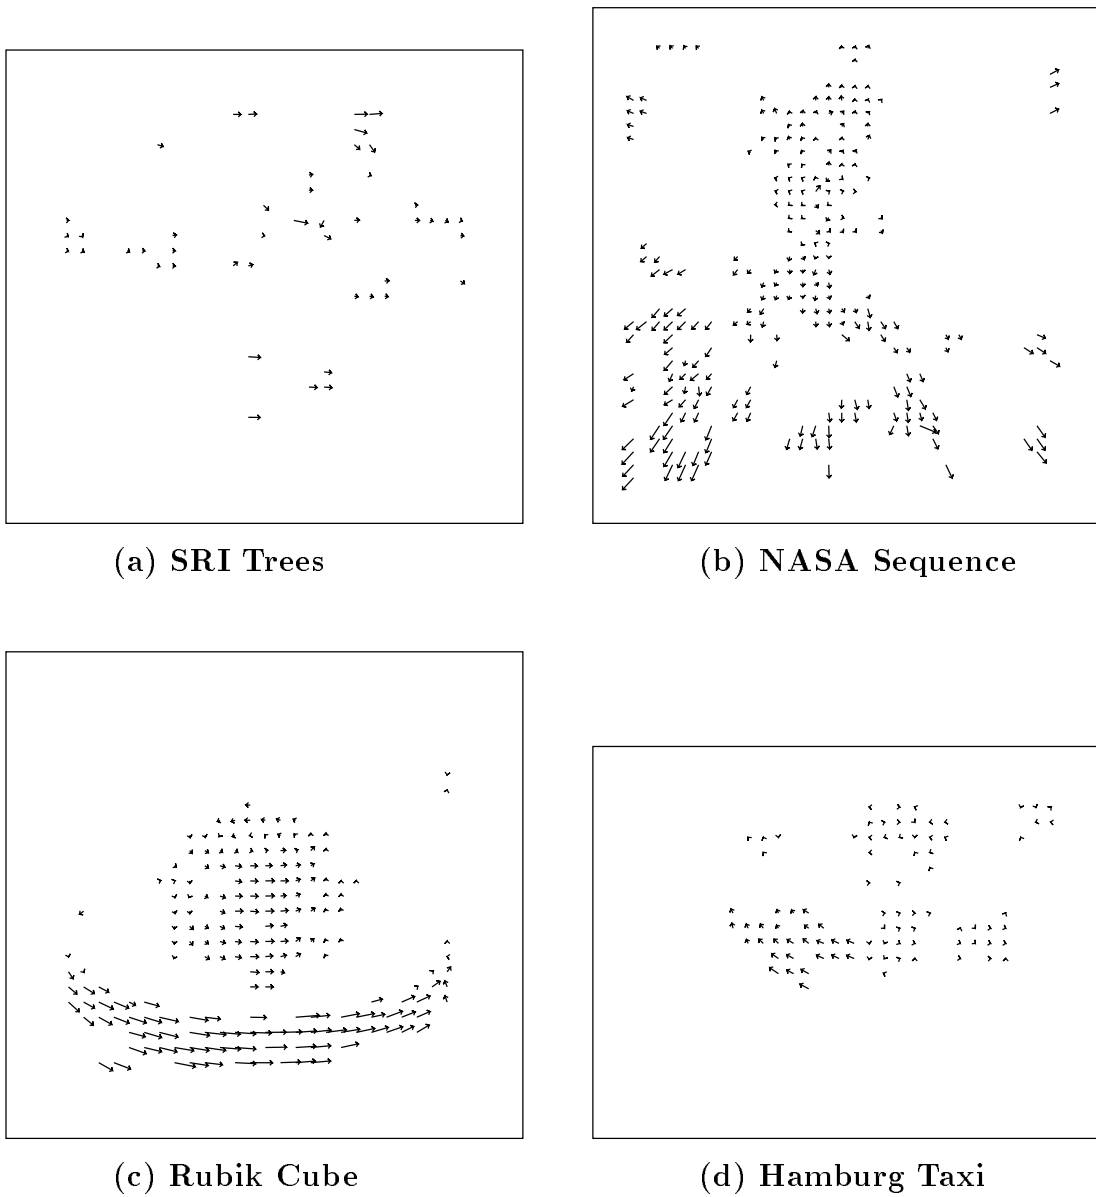 (a) SRI Trees
(b) NASA Sequence
(c) Rubik Cube
(d) Hamburg Taxi